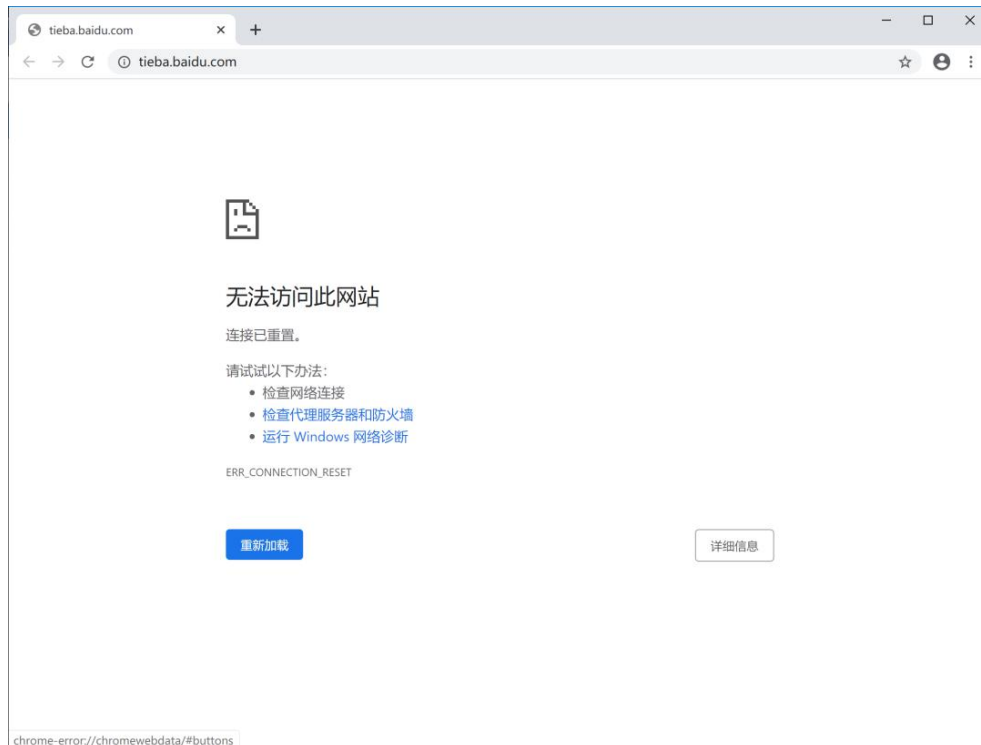 tieba.baidu.com
tieba.baidu.com
无法访问此网站
连接已重置。
请试试以下办法：
检查网络连接
检查代理服务器和防火墙
运行 Windows 网络诊断
ERR_CONNECTION_RESET
重新加载
详细信息
chrome-error://chromewebdata/#buttons